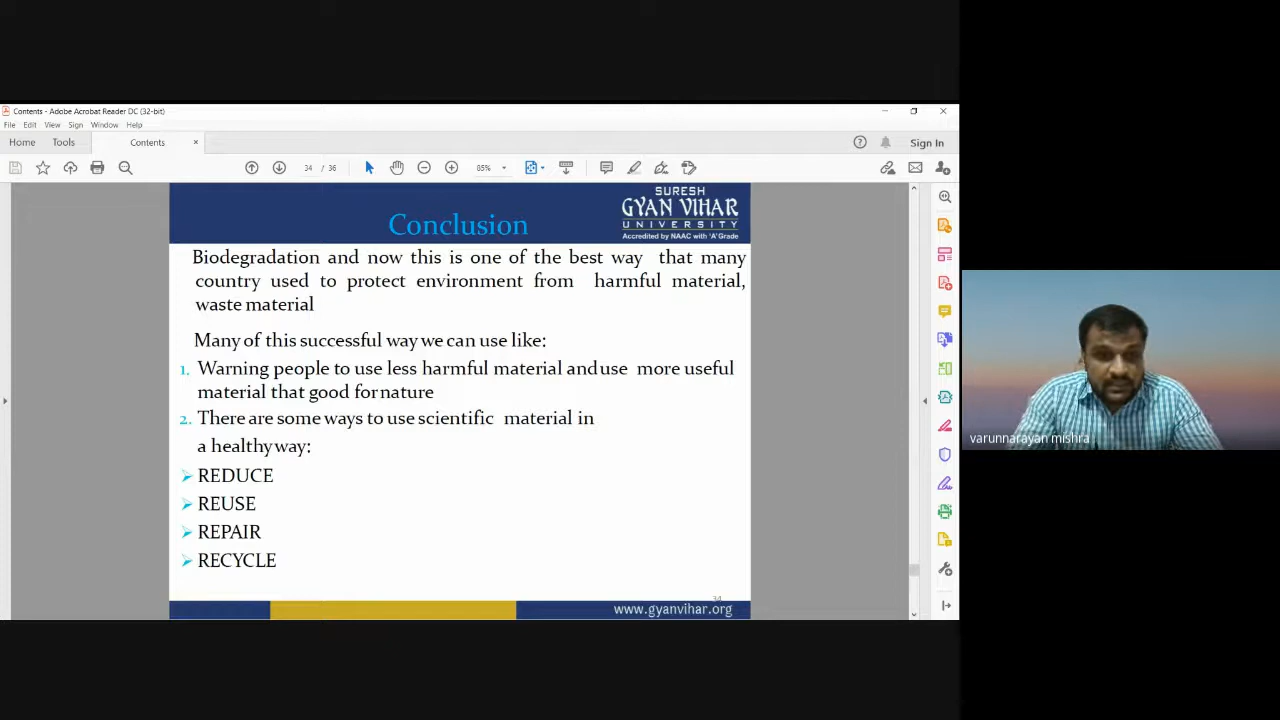 Contents - Adobe Acrobat Reader DC (32-bit)
File Edit View Sign Window Help
Home Tools Contents × Sign In
34 / 36 85%
SURESH
GYAN VIHAR
UNIVERSITY
Accredited by NAAC with 'A' Grade
Conclusion
Biodegradation and now this is one of the best way that many
country used to protect environment from harmful material,
waste material
Many of this successful way we can use like:
1. Warning people to use less harmful material and use more useful
material that good for nature
2. There are some ways to use scientific material in
a healthy way:
REDUCE
REUSE
REPAIR
RECYCLE
34
www.gyanvihar.org
varunnarayan mishra